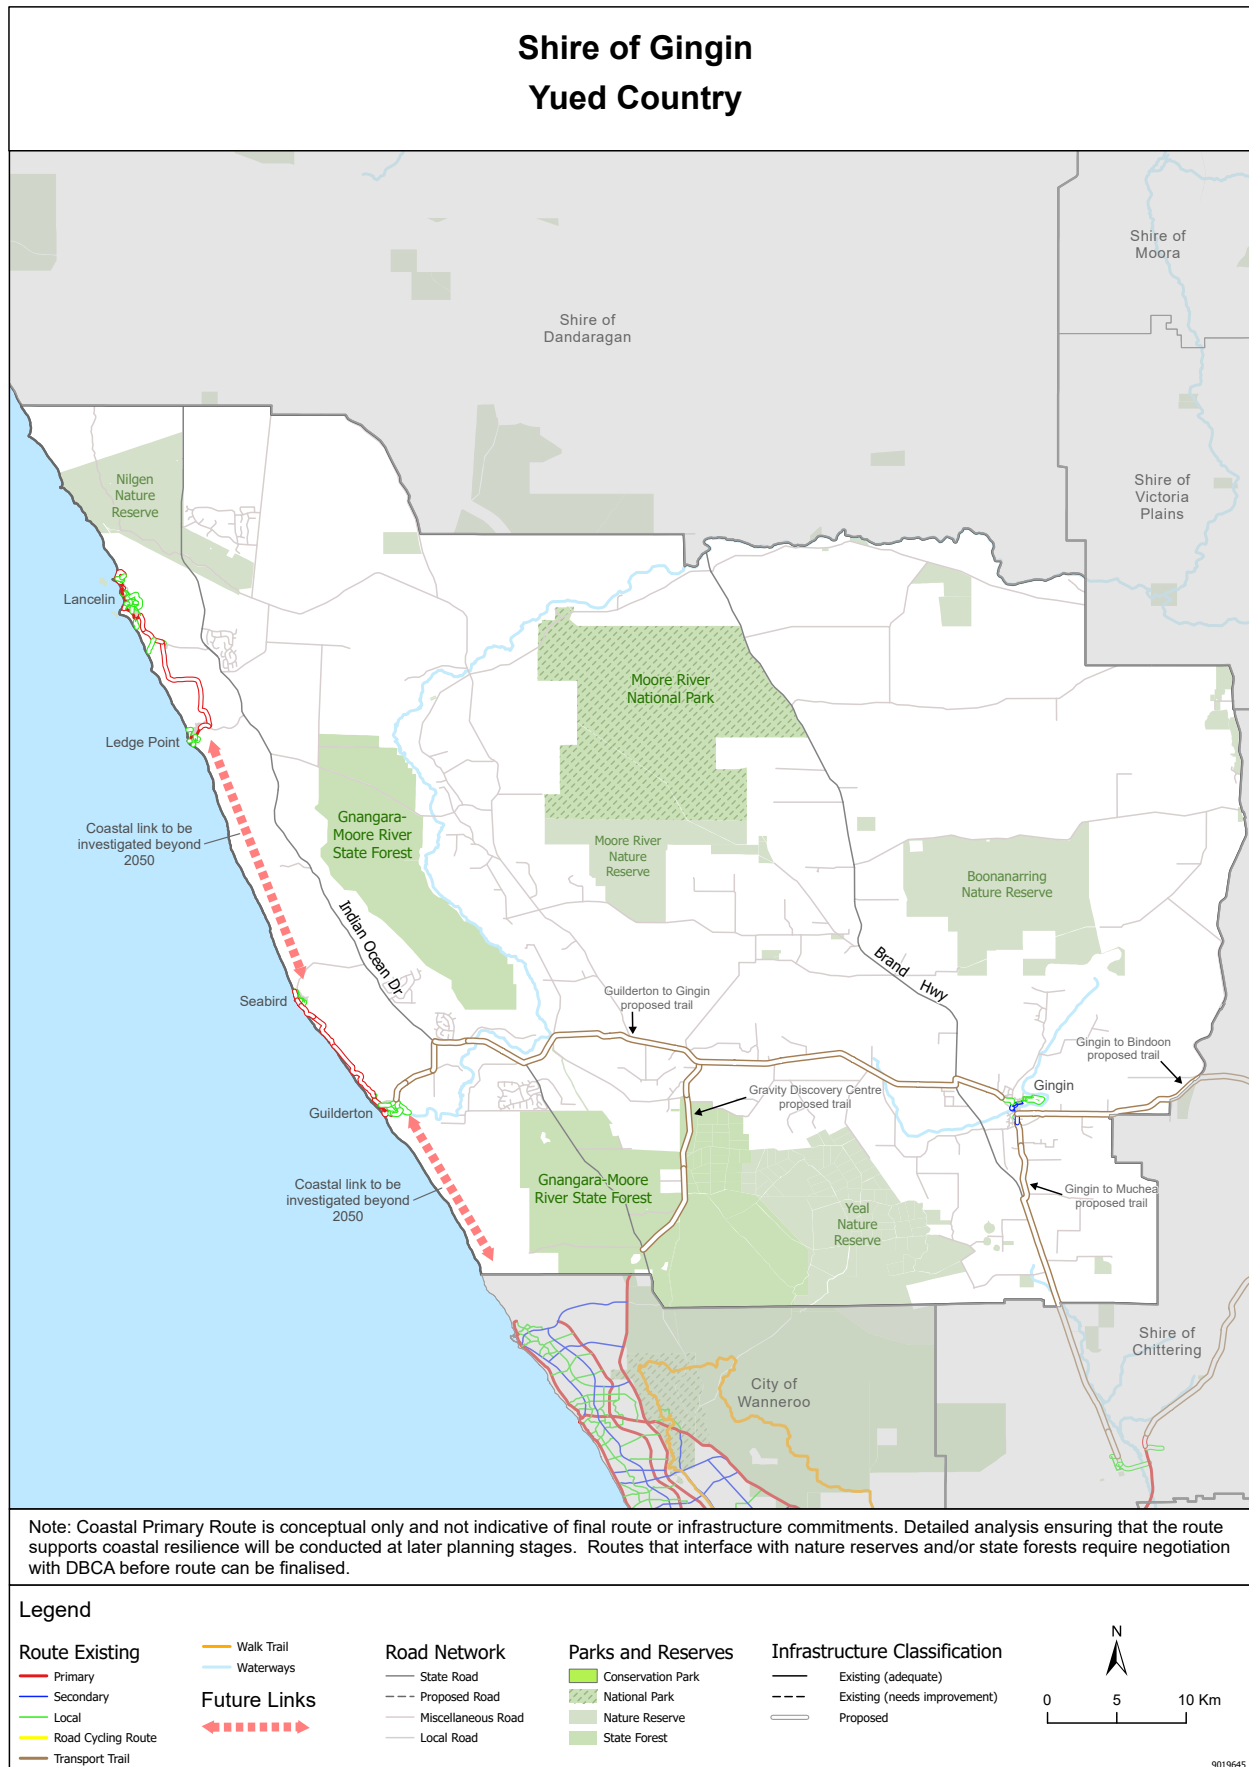 Shire of Gingin
Yued Country
Shire of
Moora
Shire of
Dandaragan
Shire of
Victoria
Plains
Nilgen
Nature
Reserve
Lancelin
Moore River
National Park
Ledge Point
Coastal link to be
investigated beyond
2050
Gnangara-
Moore River
State Forest
Moore River
Nature
Reserve
Boonanarring
Nature Reserve
Indian Ocean Dr
Brand Hwy
Seabird
Guilderton to Gingin
proposed trail
Gingin to Bindoon
proposed trail
Gravity Discovery Centre
proposed trail
Gingin
Guilderton
Coastal link to be
investigated beyond
2050
Gnangara-Moore
River State Forest
Gingin to Muchea
proposed trail
Yeal
Nature
Reserve
Shire of
Chittering
City of
Wanneroo
Note: Coastal Primary Route is conceptual only and not indicative of final route or infrastructure commitments. Detailed analysis ensuring that the route
supports coastal resilience will be conducted at later planning stages. Routes that interface with nature reserves and/or state forests require negotiation
with DBCA before route can be finalised.
Legend
Route Existing
Primary
Secondary
Local
Road Cycling Route
Transport Trail
Walk Trail
Waterways
Future Links
Road Network
State Road
Proposed Road
Miscellaneous Road
Local Road
Parks and Reserves
Conservation Park
National Park
Nature Reserve
State Forest
Infrastructure Classification
Existing (adequate)
Existing (needs improvement)
Proposed
N
0 5 10 Km
9019645